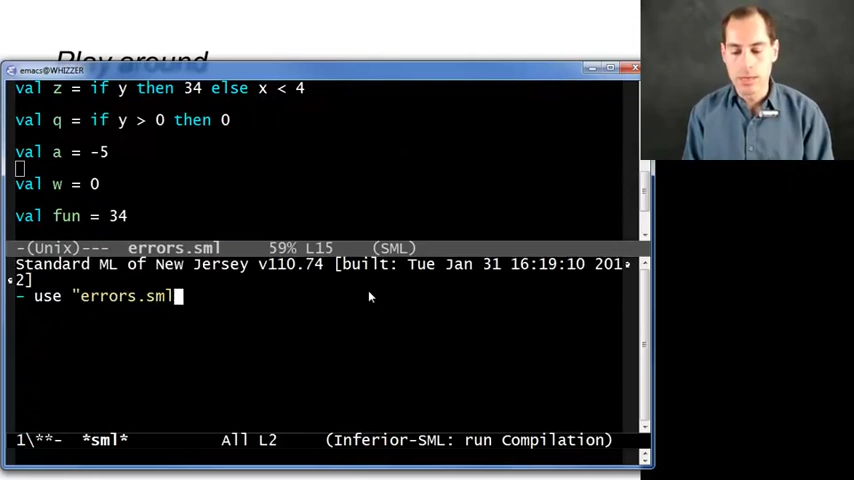 Play around
emacs@WHIZZER
val z = if y then 34 else x < 4
val q = if y > 0 then 0
val a = -5
val w = 0
val fun = 34
-(Unix)--- errors.sml 59% L15 (SML)
Standard ML of New Jersey v110.74 [built: Tue Jan 31 16:19:10 201
2]
- use "errors.sml
1\**- *sml* All L2 (Inferior-SML: run Compilation)